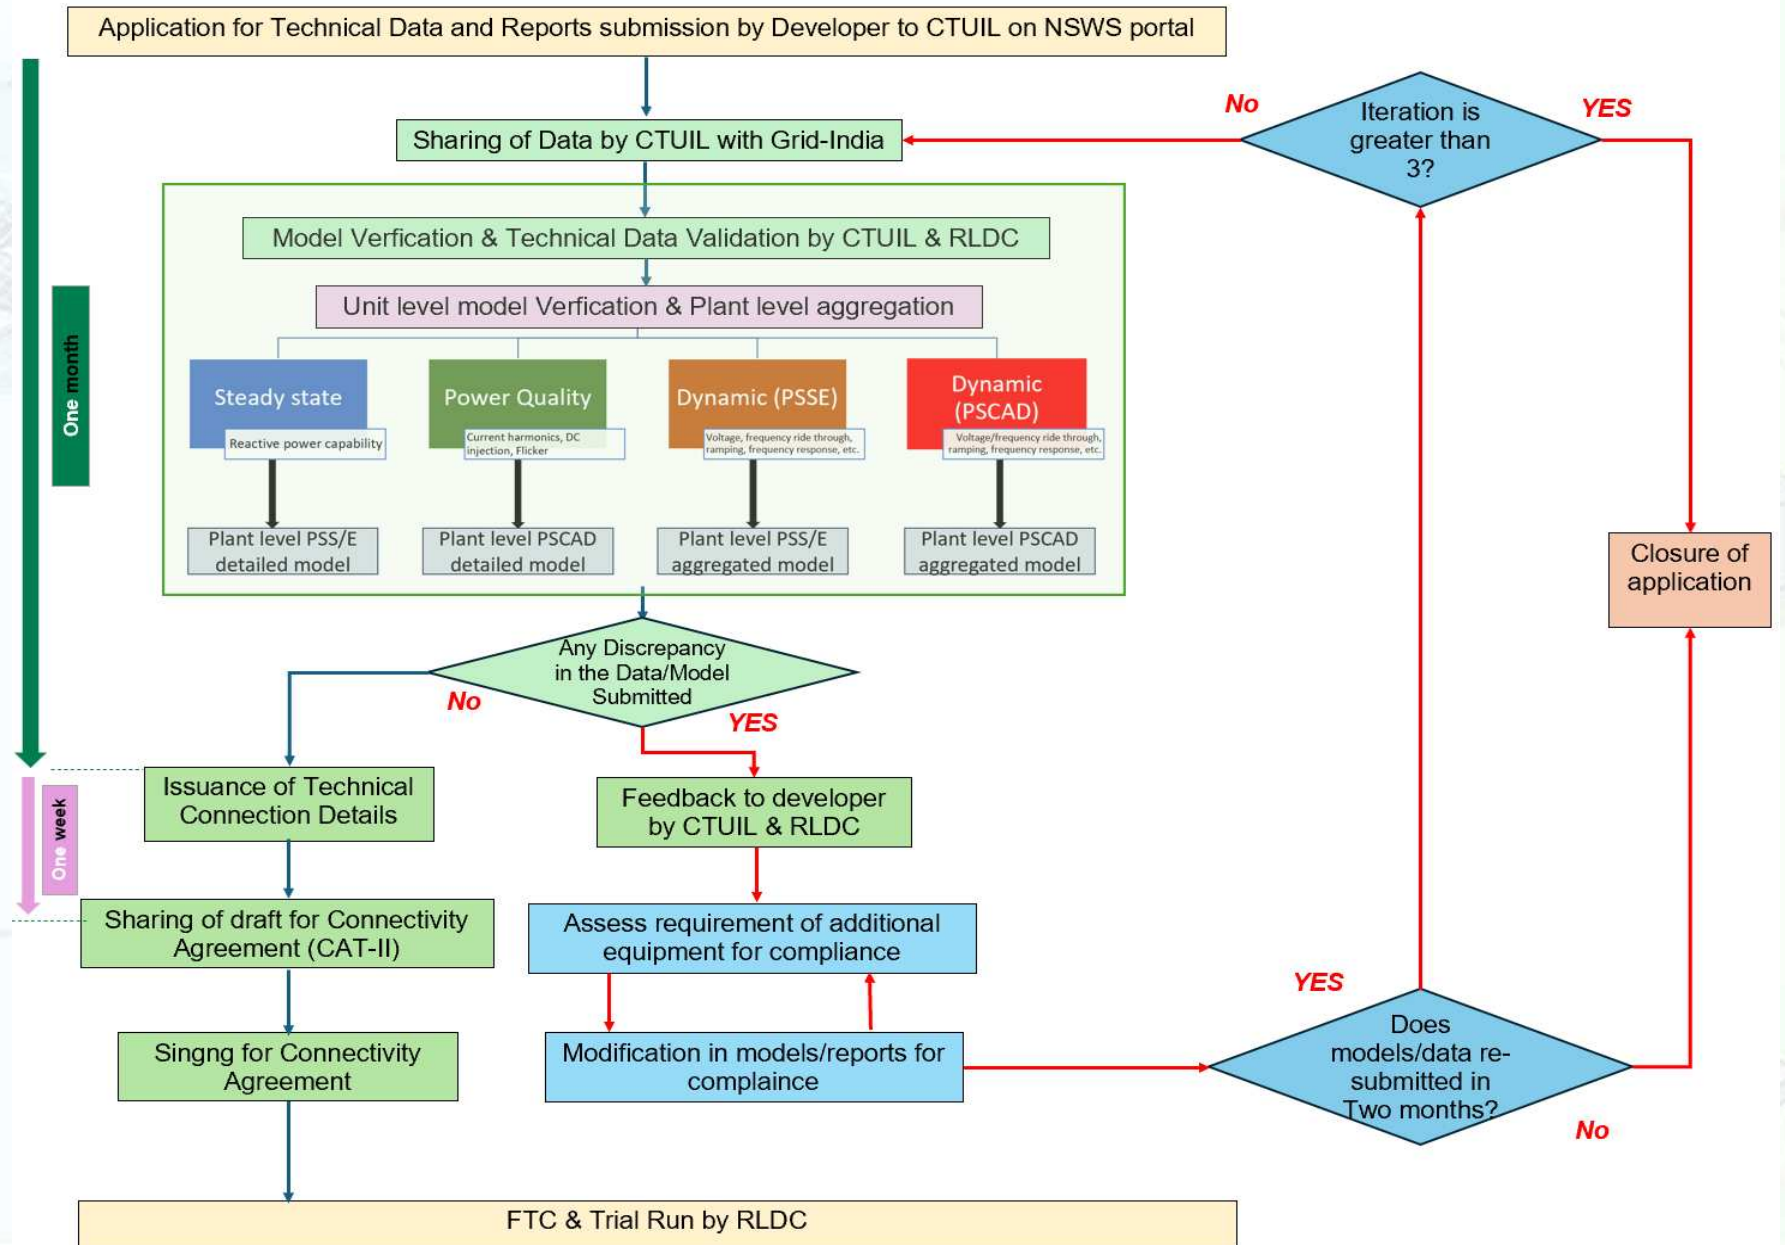 Application for Technical Data and Reports submission by Developer to CTUIL on NSWS portal
No
Iteration is
greater than
3?
YES
Sharing of Data by CTUIL with Grid-India
Model Verfication & Technical Data Validation by CTUIL & RLDC
Unit level model Verfication & Plant level aggregation
One month
Steady state
Reactive power capability
Power Quality
Current harmonics, DC
injection, Flicker
Dynamic (PSSE)
Voltage, frequency ride through,
ramping, frequency response, etc.
Dynamic
(PSCAD)
Voltage/frequency ride through,
ramping, frequency response, etc.
Plant level PSS/E
detailed model
Plant level PSCAD
detailed model
Plant level PSS/E
aggregated model
Plant level PSCAD
aggregated model
Closure of
application
Any Discrepancy
in the Data/Model
Submitted
No
YES
Issuance of Technical
Connection Details
Feedback to developer
by CTUIL & RLDC
One week
Sharing of draft for Connectivity
Agreement (CAT-II)
Assess requirement of additional
equipment for compliance
YES
Singng for Connectivity
Agreement
Modification in models/reports for
complaince
Does
models/data re-
submitted in
Two months?
No
FTC & Trial Run by RLDC